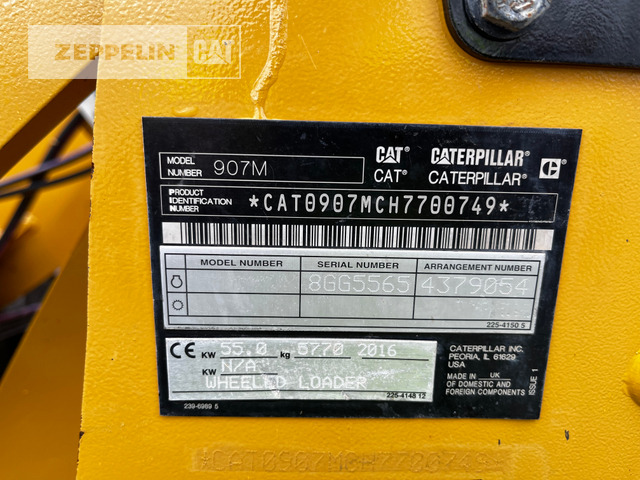 ZEPPELIN CAT
MODEL NUMBER 907M
CAT® CATERPILLAR®
CAT® CATERPILLAR® C
PRODUCT IDENTIFICATION NUMBER *CAT0907MCH7700749*
MODEL NUMBER SERIAL NUMBER ARRANGEMENT NUMBER
8GG5565 4379054
225-4150 5
CE KW 55.0 kg 5770 2016
KW N/A
WHEELED LOADER
225-4148 12
239-6969 5
CATERPILLAR INC.
PEORIA, IL 61629
USA
MADE IN UK
OF DOMESTIC AND
FOREIGN COMPONENTS
ISSUE 1
*CAT0907MCH7700749*